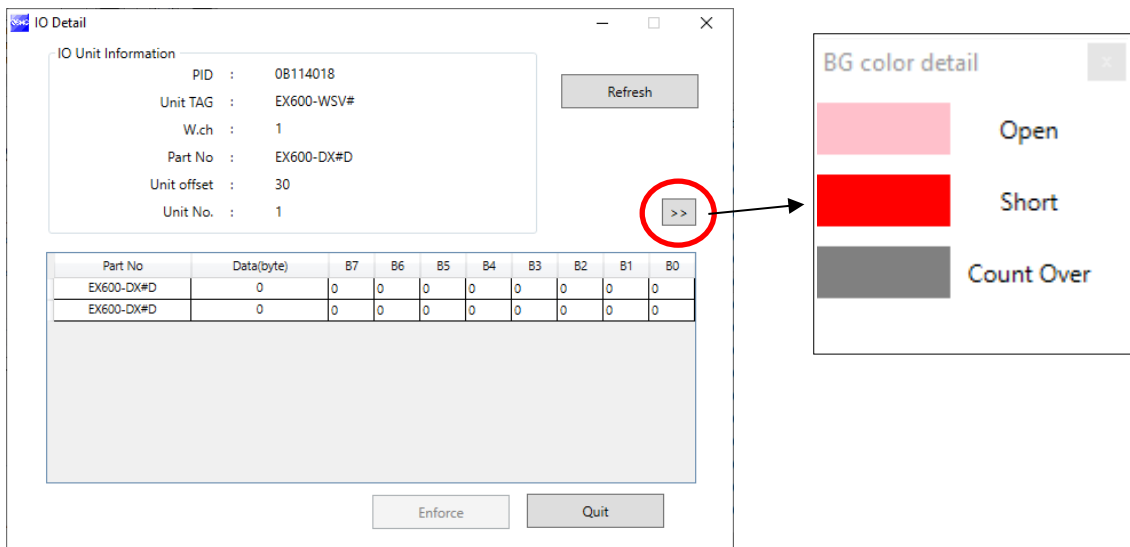 IO Detail
IO Unit Information
PID : 0B114018
Unit TAG : EX600-WSV#
W.ch : 1
Part No : EX600-DX#D
Unit offset : 30
Unit No. : 1
Refresh
>>
Part No Data(byte) B7 B6 B5 B4 B3 B2 B1 B0
EX600-DX#D 0 0 0 0 0 0 0 0 0
EX600-DX#D 0 0 0 0 0 0 0 0 0
Enforce
Quit
BG color detail x
Open
Short
Count Over